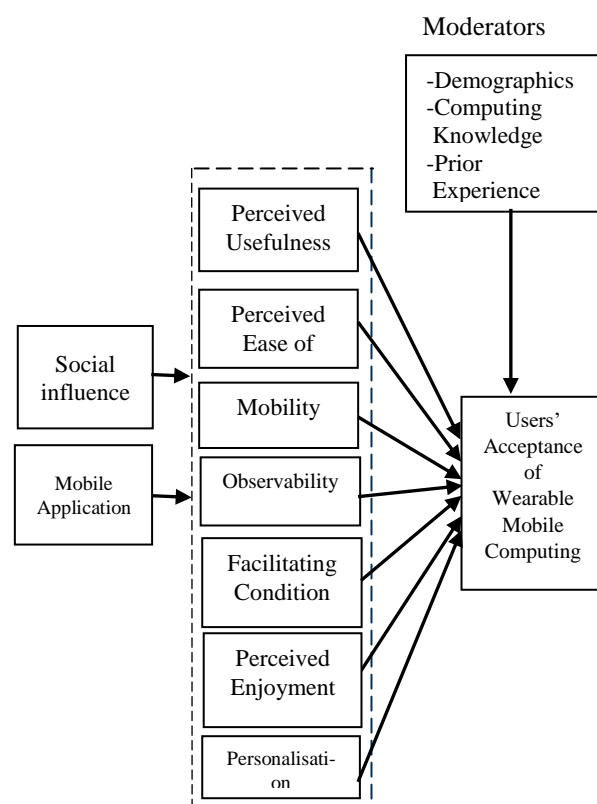 Moderators
-Demographics
-Computing
Knowledge
-Prior
Experience
Perceived
Usefulness
Perceived
Ease of
Social
influence
Mobility
Mobile
Application
Observability
Users’
Acceptance
of
Wearable
Mobile
Computing
Facilitating
Condition
Perceived
Enjoyment
Personalisati-
on